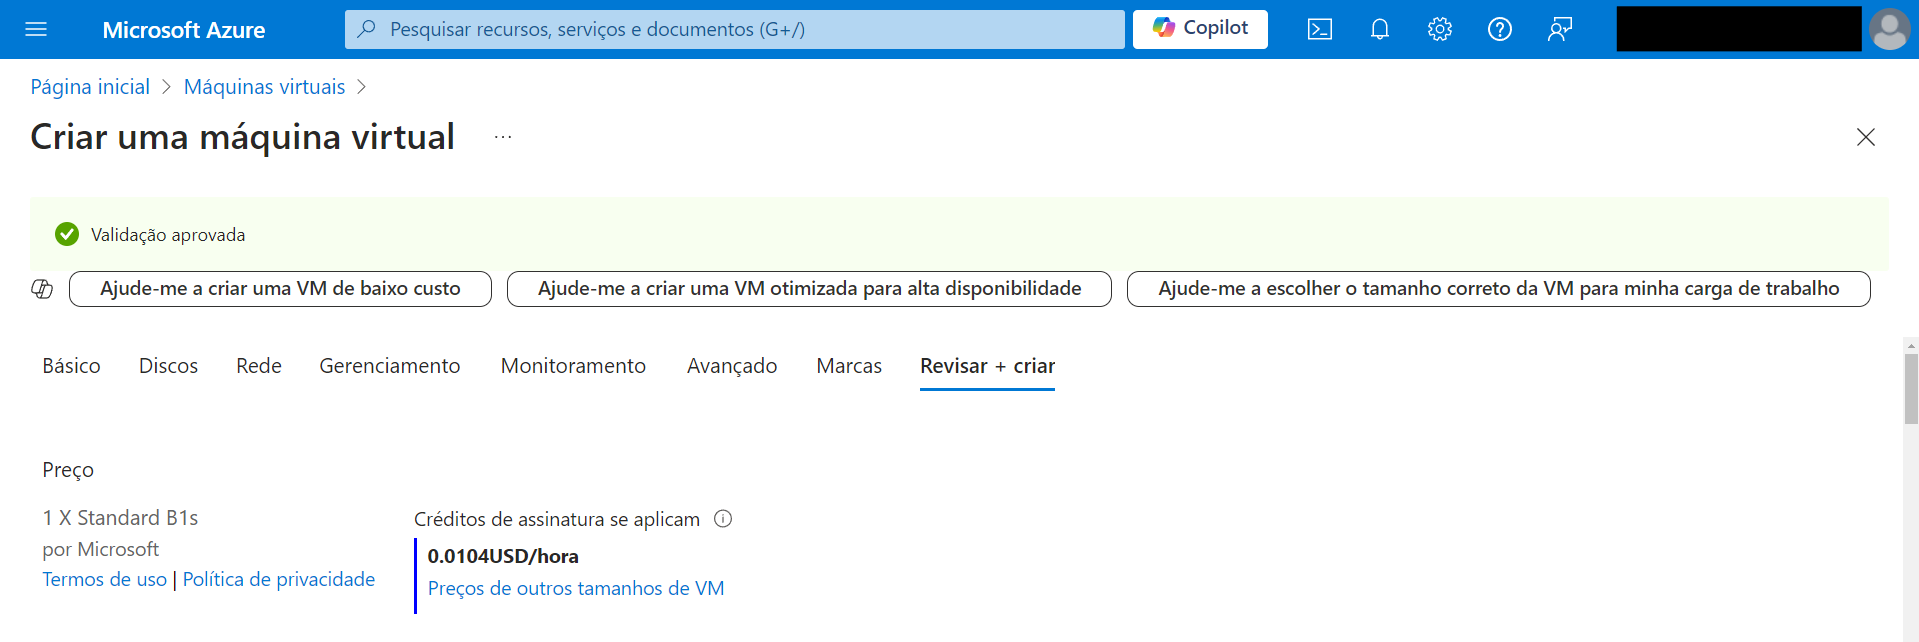 Microsoft Azure
Pesquisar recursos, serviços e documentos (G+/)
Copilot
Página inicial > Máquinas virtuais >
Criar uma máquina virtual ...
Validação aprovada
Ajude-me a criar uma VM de baixo custo
Ajude-me a criar uma VM otimizada para alta disponibilidade
Ajude-me a escolher o tamanho correto da VM para minha carga de trabalho
Básico Discos Rede Gerenciamento Monitoramento Avançado Marcas Revisar + criar
Preço
1 X Standard B1s
por Microsoft
Termos de uso | Política de privacidade
Créditos de assinatura se aplicam
0.0104USD/hora
Preços de outros tamanhos de VM